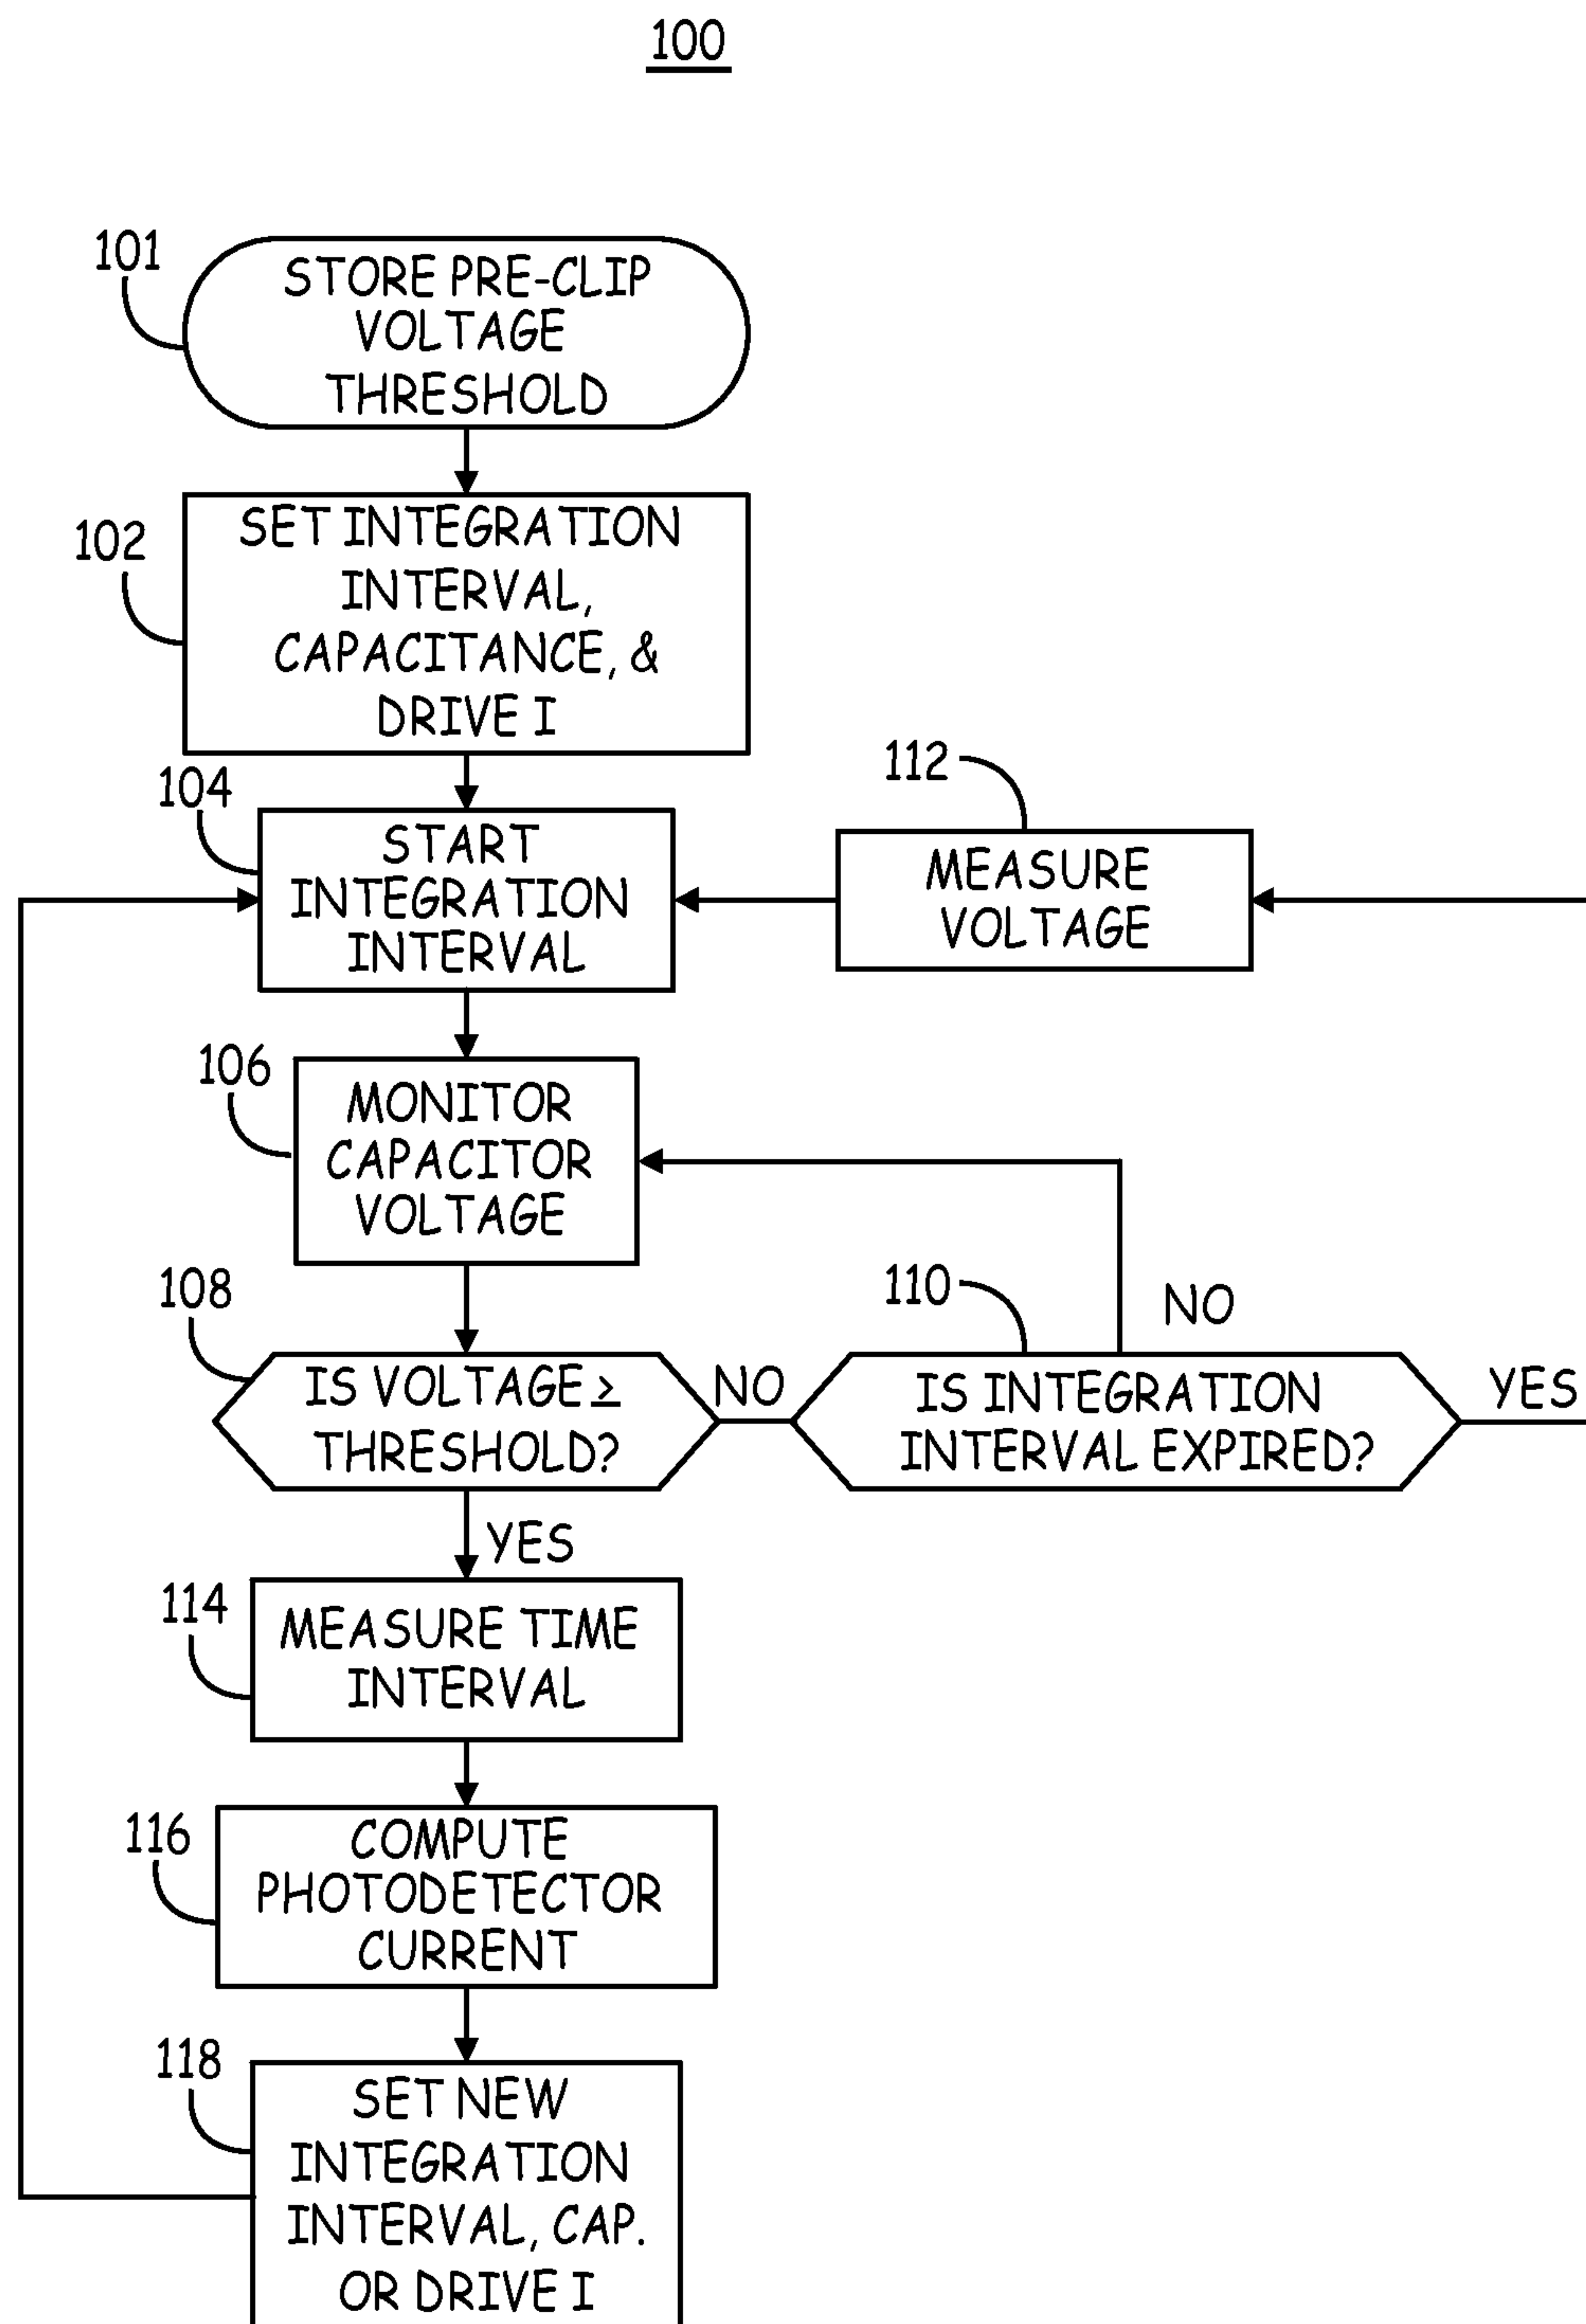 100
101
STORE PRE-CLIP
VOLTAGE
THRESHOLD
102
SET INTEGRATION
INTERVAL,
CAPACITANCE, &
DRIVE I
104
START
INTEGRATION
INTERVAL
112
MEASURE
VOLTAGE
106
MONITOR
CAPACITOR
VOLTAGE
108
IS VOLTAGE ≥
THRESHOLD?
NO
110
IS INTEGRATION
INTERVAL EXPIRED?
NO
YES
YES
114
MEASURE TIME
INTERVAL
116
COMPUTE
PHOTODETECTOR
CURRENT
118
SET NEW
INTEGRATION
INTERVAL, CAP.
OR DRIVE I